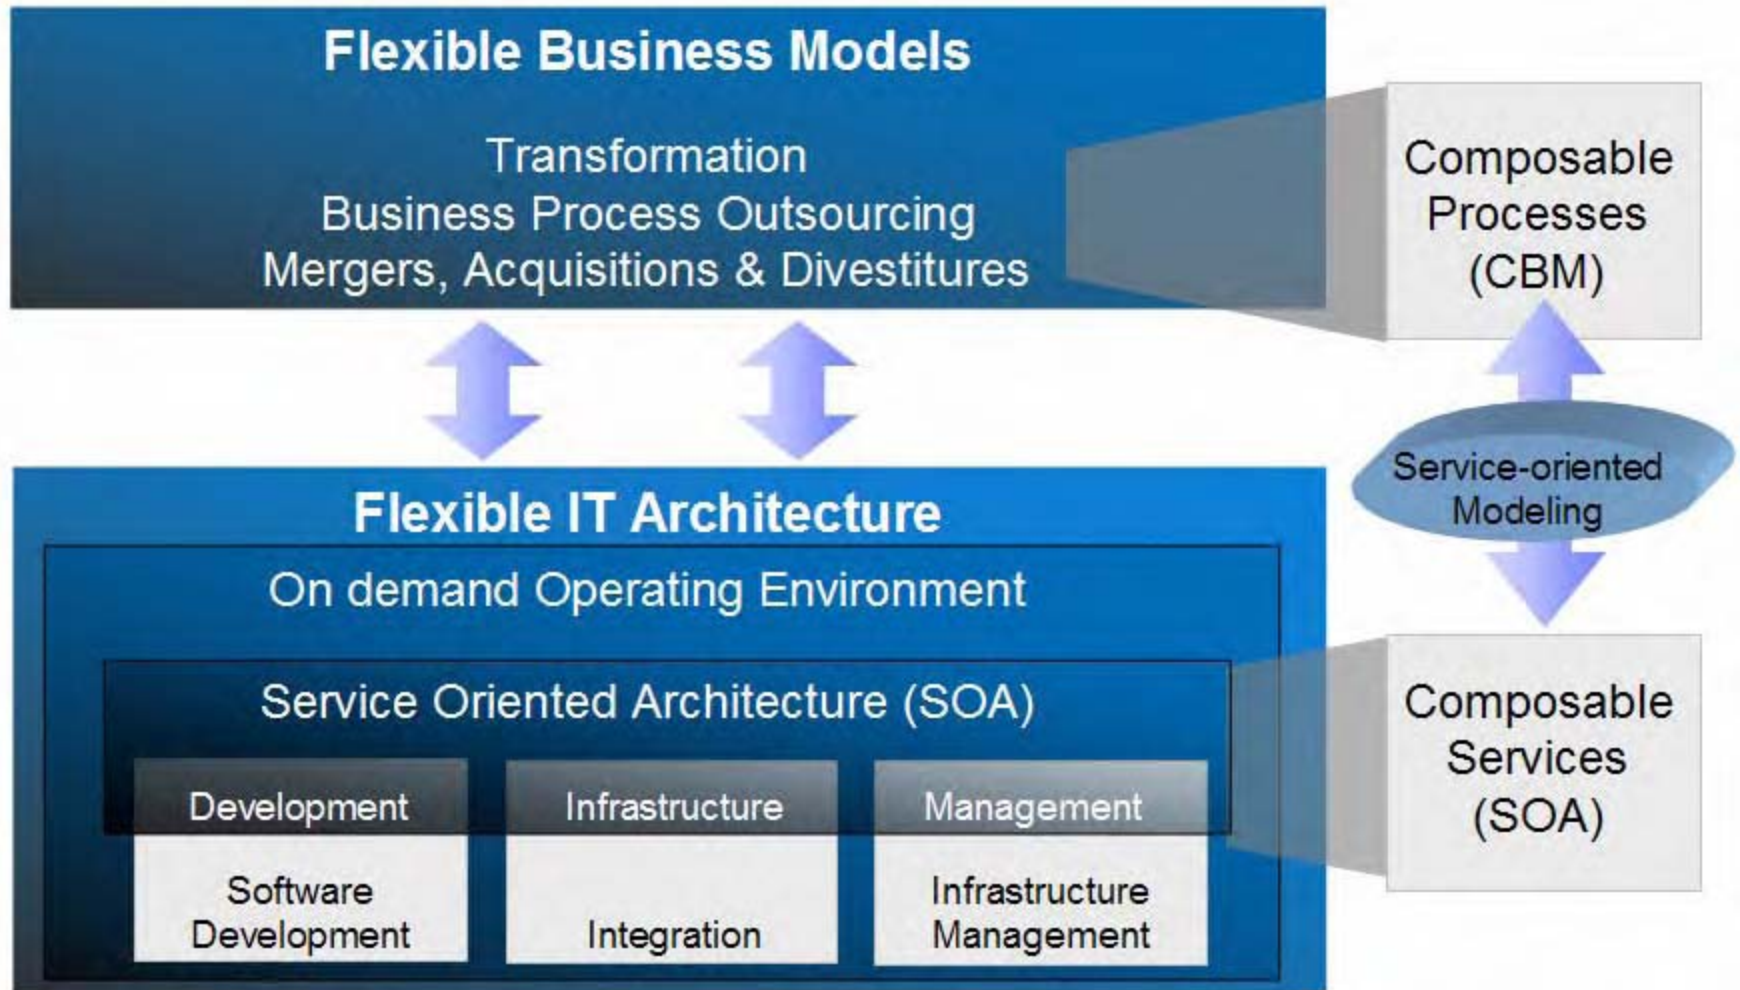 Flexible Business Models
Transformation
Business Process Outsourcing
Mergers, Acquisitions & Divestitures
Composable
Processes
(CBM)
Service-oriented
Modeling
Flexible IT Architecture
On demand Operating Environment
Service Oriented Architecture (SOA)
Development
Infrastructure
Management
Software
Development
Integration
Infrastructure
Management
Composable
Services
(SOA)